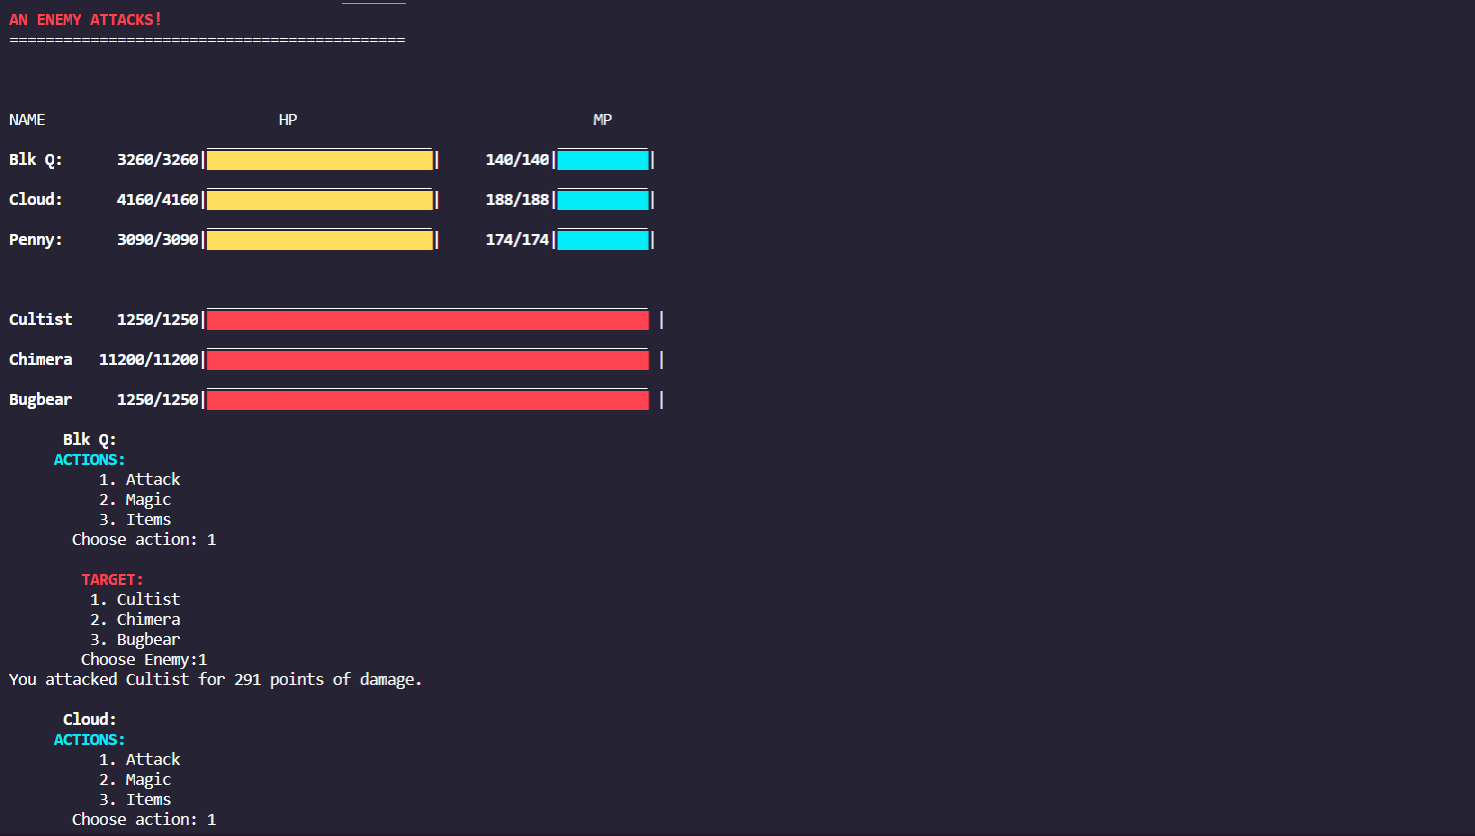 AN ENEMY ATTACKS!
============================================
NAME HP MP
Blk Q: 3260/3260| | 140/140| |
Cloud: 4160/4160| | 188/188| |
Penny: 3090/3090| | 174/174| |
Cultist 1250/1250| |
Chimera 11200/11200| |
Bugbear 1250/1250| |
Blk Q:
ACTIONS:
1. Attack
2. Magic
3. Items
Choose action: 1
TARGET:
1. Cultist
2. Chimera
3. Bugbear
Choose Enemy:1
You attacked Cultist for 291 points of damage.
Cloud:
ACTIONS:
1. Attack
2. Magic
3. Items
Choose action: 1